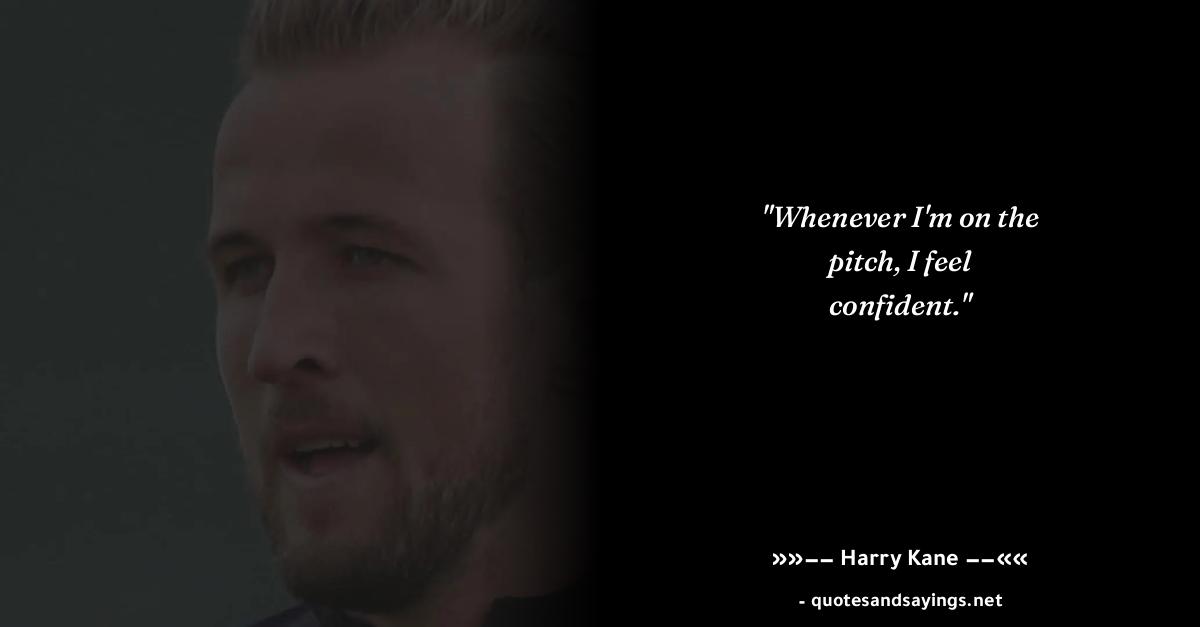 "Whenever I'm on the
pitch, I feel
confident."
»»–– Harry Kane ––««
- quotesandsayings.net